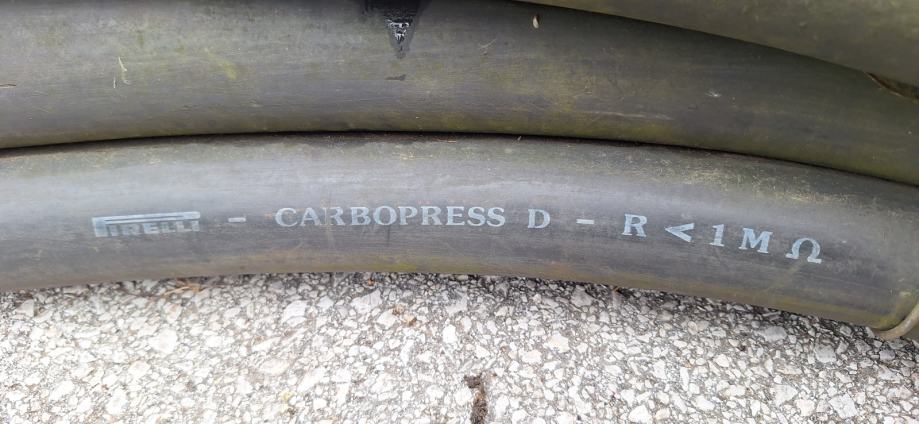 PIRELLI - CARBOPRESS D - R < 1 M Ω